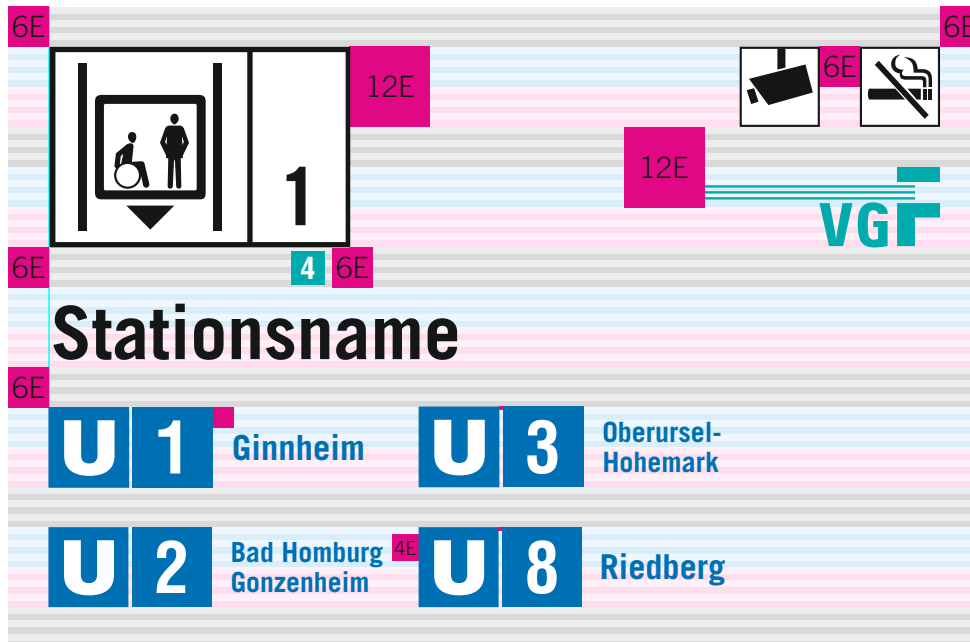 6E
6E
12E
6E
1
12E
VGF
6E
4
6E
Stationsname
6E
U 1
Ginnheim
U 3
Oberursel-
Hohemark
U 2
Bad Homburg
Gonzenheim
4E
U 8
Riedberg